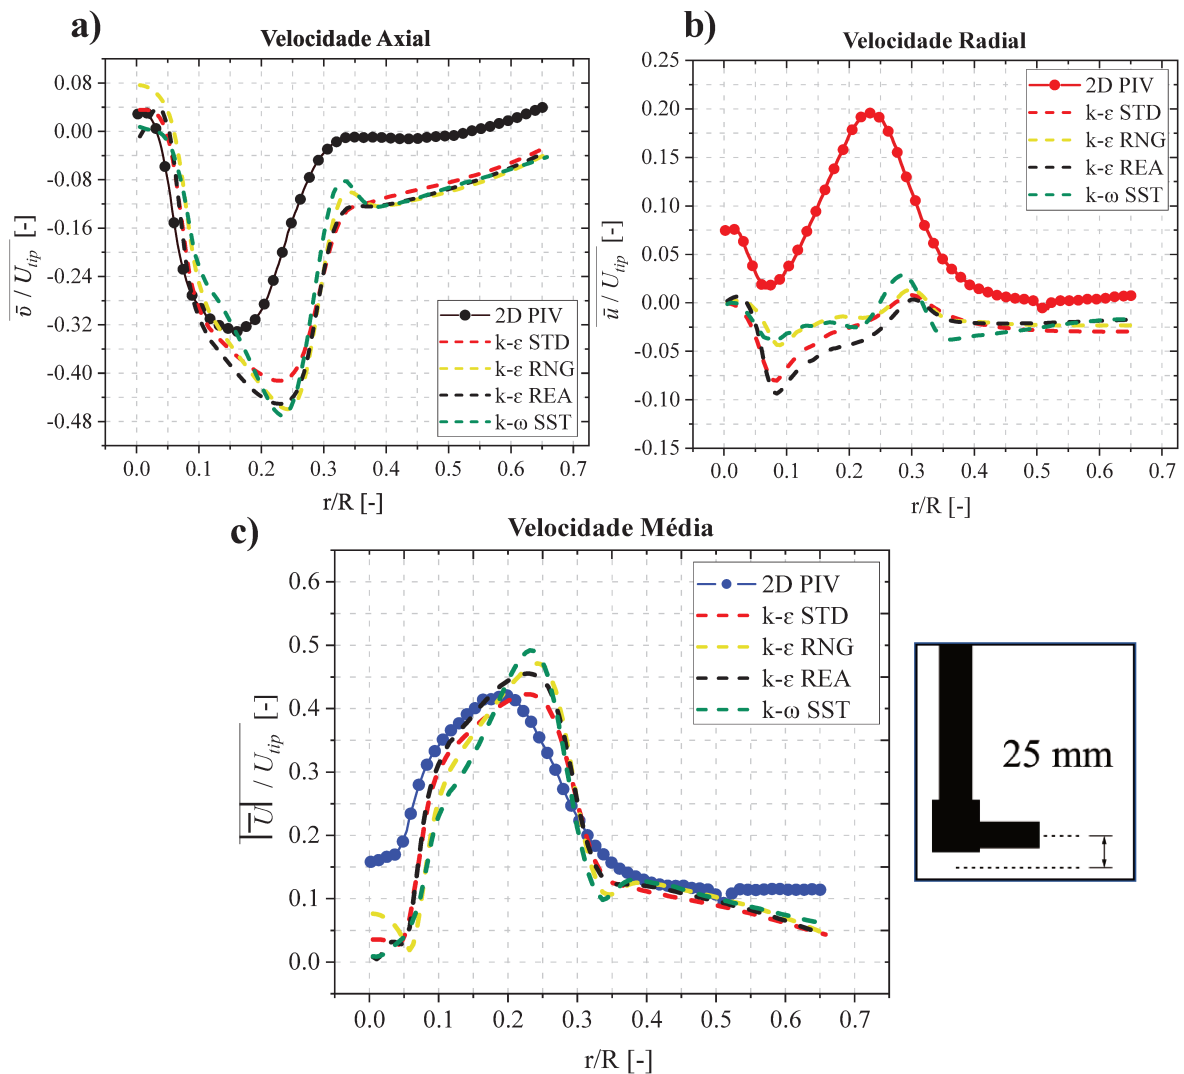 a)
Velocidade Axial
0.08
0.00
-0.08
-0.16
-0.24
-0.32
-0.40
-0.48
ῡ / U_tip [-]
2D PIV
k-ε STD
k-ε RNG
k-ε REA
k-ω SST
0.0 0.1 0.2 0.3 0.4 0.5 0.6 0.7
r/R [-]
b)
Velocidade Radial
0.25
0.20
0.15
0.10
0.05
0.00
-0.05
-0.10
-0.15
ū / U_tip [-]
2D PIV
k-ε STD
k-ε RNG
k-ε REA
k-ω SST
0.0 0.1 0.2 0.3 0.4 0.5 0.6 0.7
r/R [-]
c)
Velocidade Média
0.6
0.5
0.4
0.3
0.2
0.1
0.0
|Ū| / U_tip [-]
2D PIV
k-ε STD
k-ε RNG
k-ε REA
k-ω SST
0.0 0.1 0.2 0.3 0.4 0.5 0.6 0.7
r/R [-]
25 mm